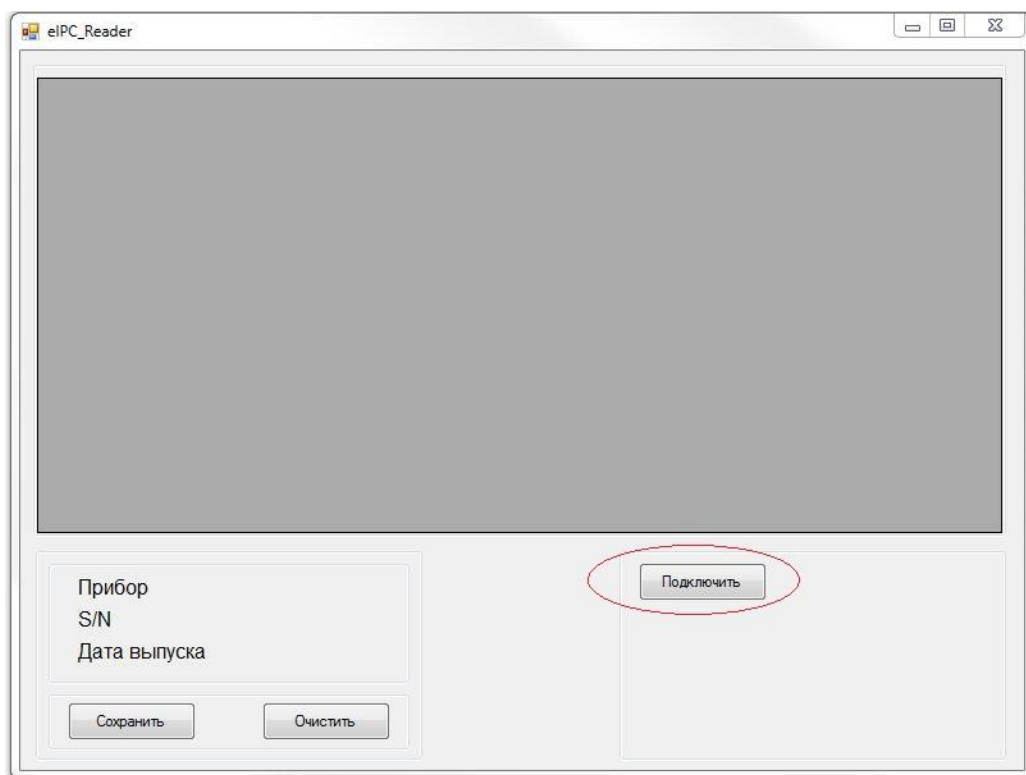 eIPC_Reader
Прибор
S/N
Дата выпуска
Сохранить
Очистить
Подключить